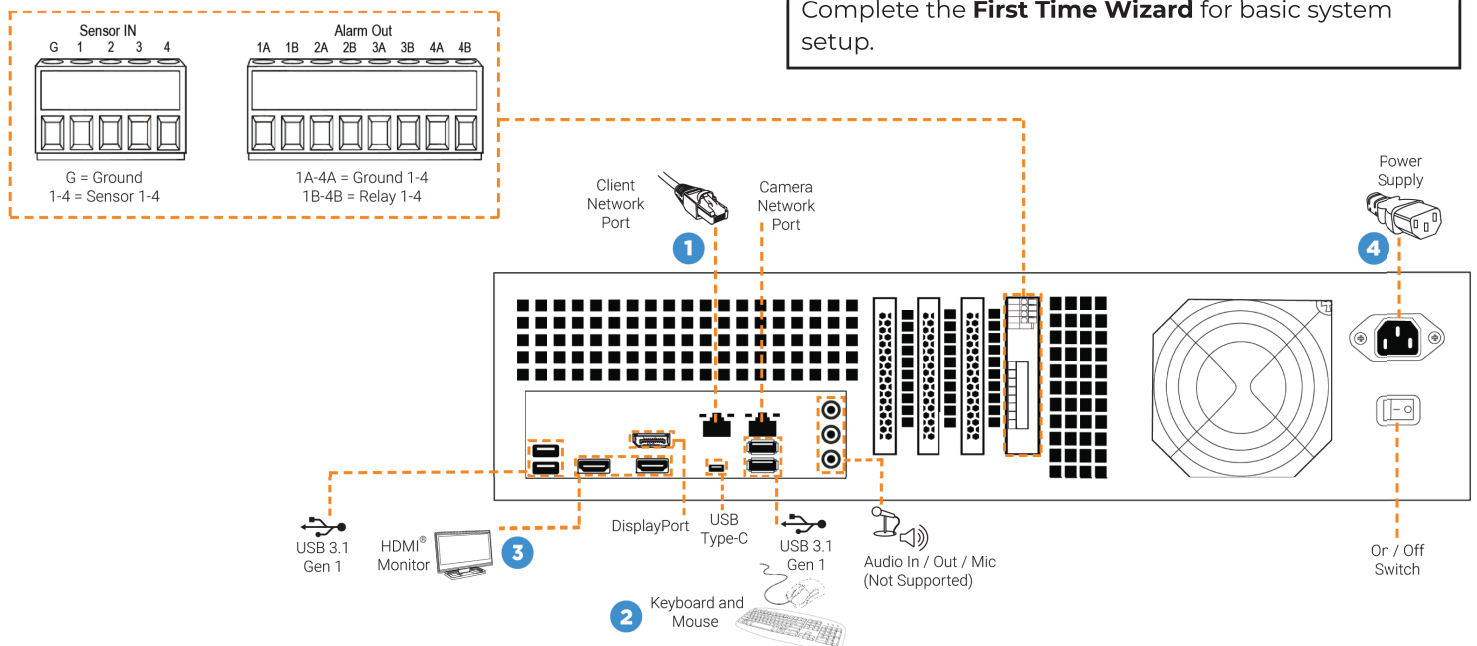 Complete the First Time Wizard for basic system
setup.
Sensor IN
G 1 2 3 4
G = Ground
1-4 = Sensor 1-4
Alarm Out
1A 1B 2A 2B 3A 3B 4A 4B
1A-4A = Ground 1-4
1B-4B = Relay 1-4
Client
Network
Port
1
Camera
Network
Port
Power
Supply
4
USB 3.1
Gen 1
HDMI®
Monitor
3
DisplayPort
USB
Type-C
USB 3.1
Gen 1
2
Keyboard and
Mouse
Audio In / Out / Mic
(Not Supported)
Or / Off
Switch